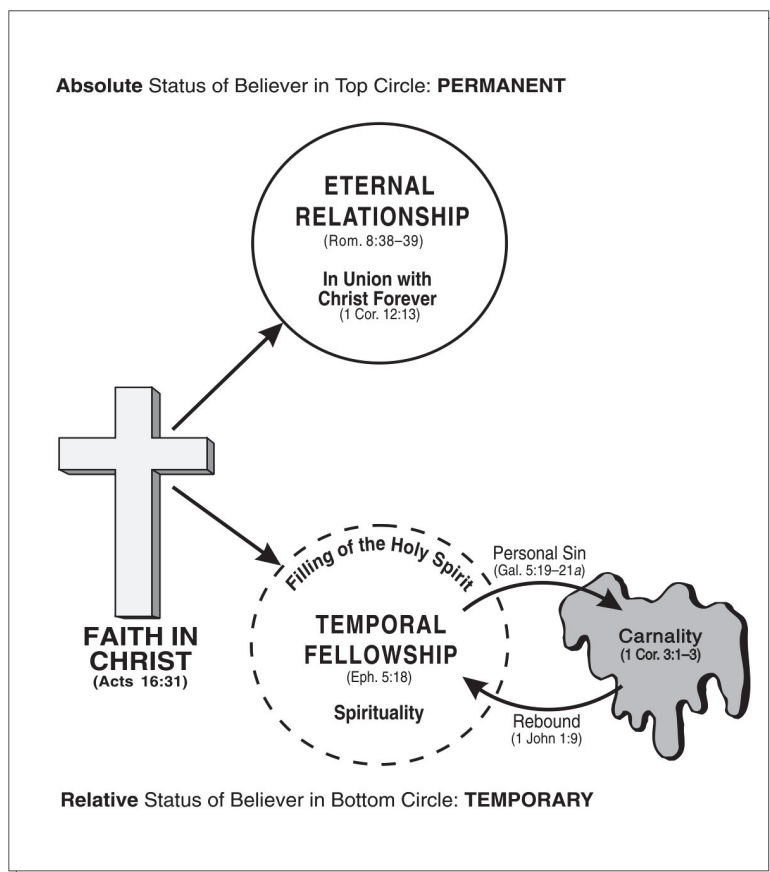 Absolute Status of Believer in Top Circle: PERMANENT
ETERNAL
RELATIONSHIP
(Rom. 8:38–39)
In Union with
Christ Forever
(1 Cor. 12:13)
FAITH IN
CHRIST
(Acts 16:31)
Filling of the Holy Spirit
TEMPORAL
FELLOWSHIP
(Eph. 5:18)
Spirituality
Personal Sin
(Gal. 5:19–21a)
Carnality
(1 Cor. 3:1–3)
Rebound
(1 John 1:9)
Relative Status of Believer in Bottom Circle: TEMPORARY